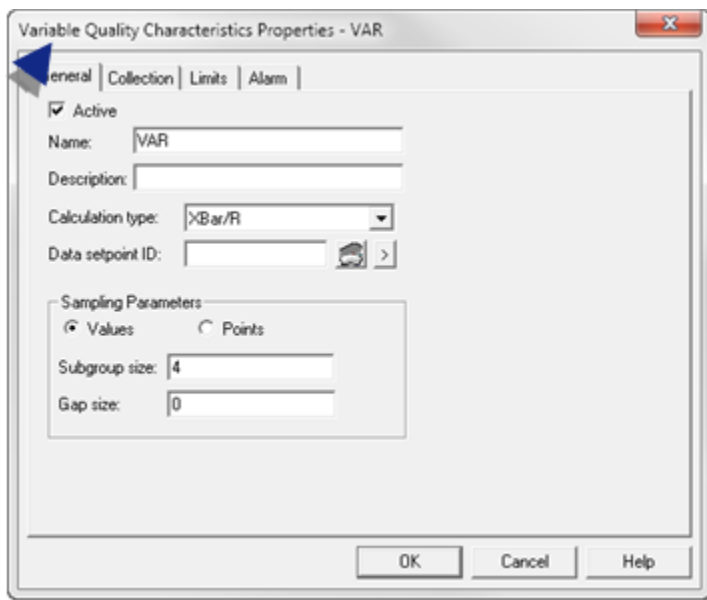 Variable Quality Characteristics Properties - VAR
General Collection Limits Alarm
Active
Name: VAR
Description:
Calculation type: XBar/R
Data setpoint ID: >
Sampling Parameters
Values Points
Subgroup size: 4
Gap size: 0
OK Cancel Help